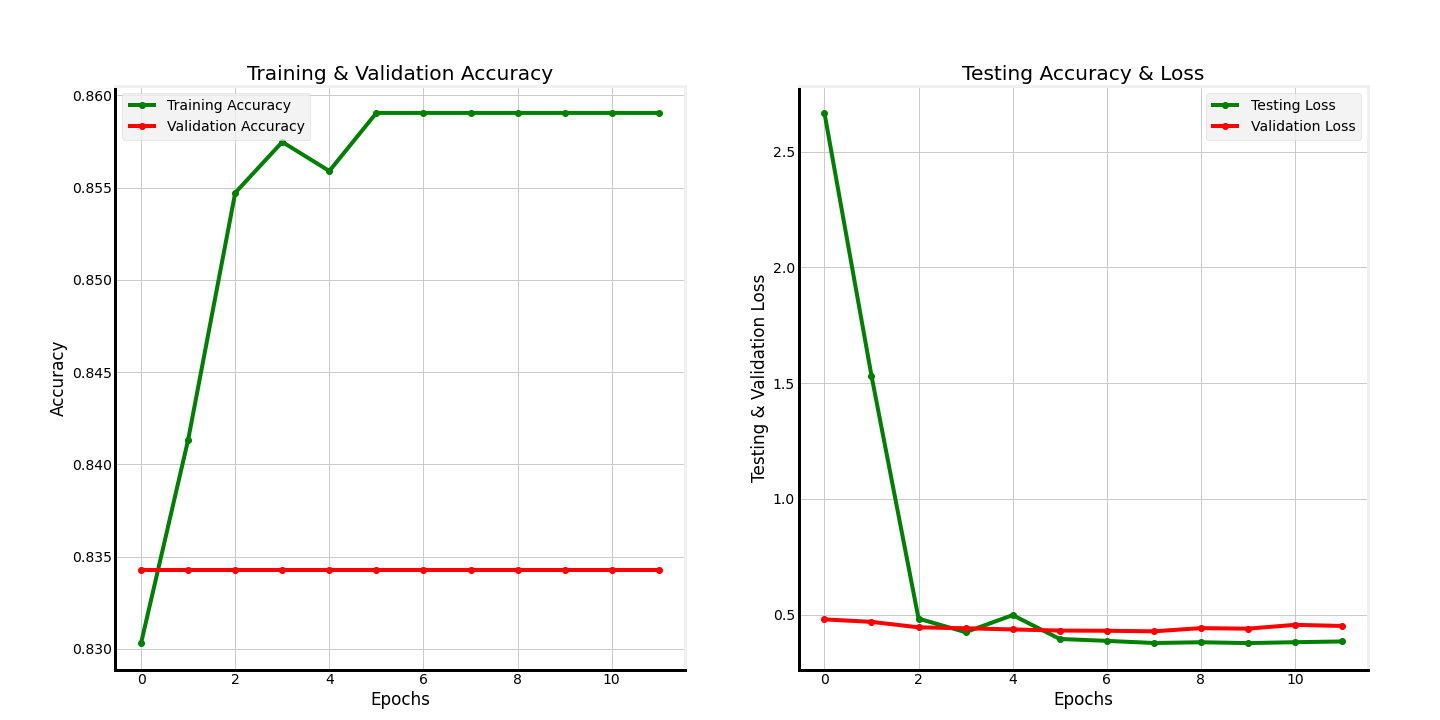 Training & Validation Accuracy
Training Accuracy
Validation Accuracy
0.860
0.855
0.850
0.845
0.840
0.835
0.830
Accuracy
0 2 4 6 8 10
Epochs
Testing Accuracy & Loss
Testing Loss
Validation Loss
2.5
2.0
1.5
1.0
0.5
Testing & Validation Loss
0 2 4 6 8 10
Epochs